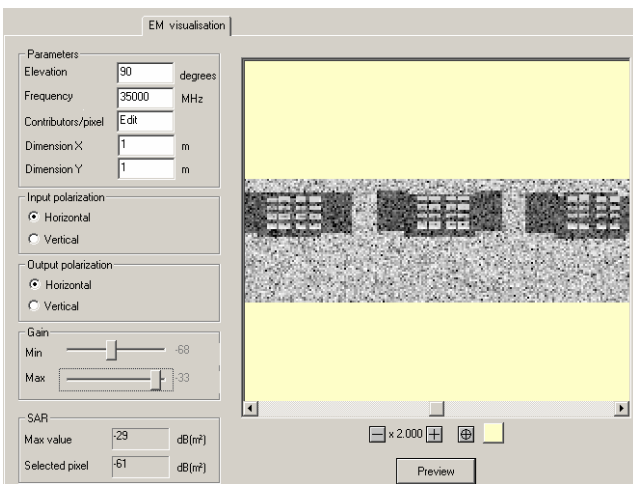 EM visualisation
Parameters
Elevation 90 degrees
Frequency 35000 MHz
Contributors/pixel Edit
Dimension X 1 m
Dimension Y 1 m
Input polarization
Horizontal
Vertical
Output polarization
Horizontal
Vertical
Gain
Min -68
Max -33
SAR
Max value -29 dB(m²)
Selected pixel -61 dB(m²)
x 2.000
Preview